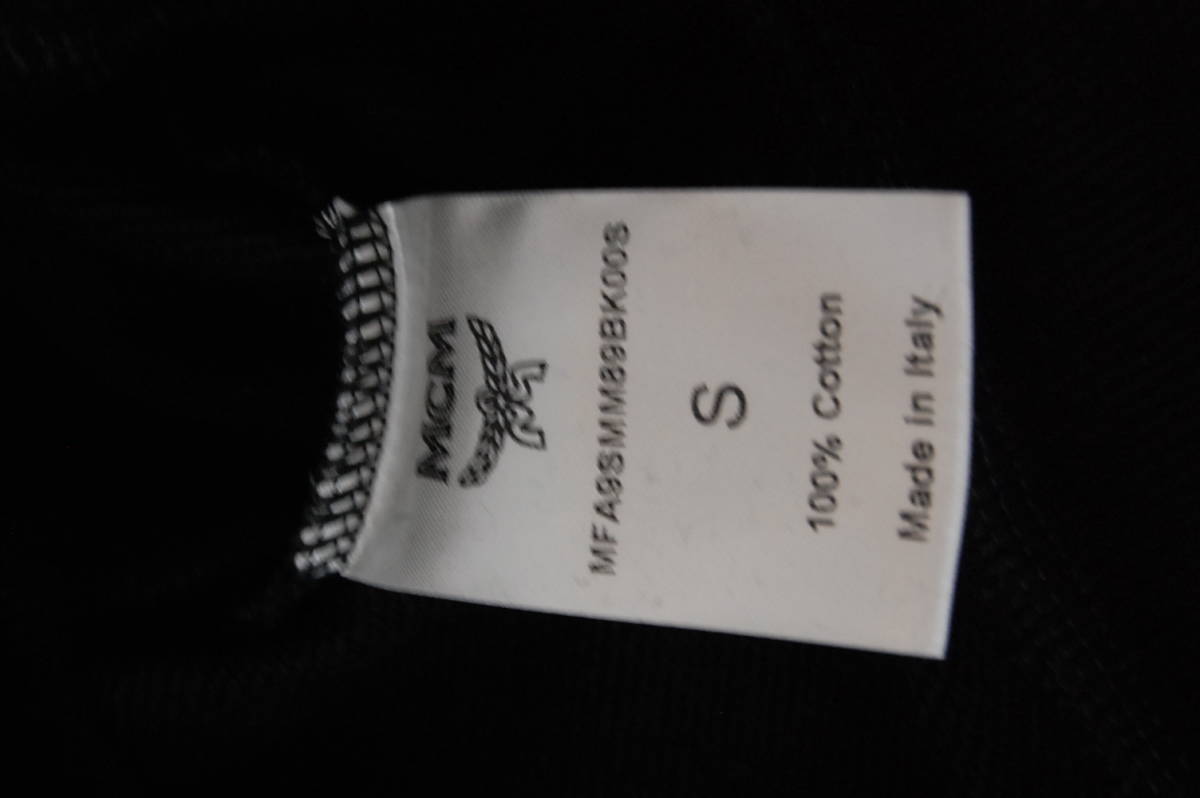 MCM
MFA9SMM89BK00S
S
100% Cotton
Made in Italy